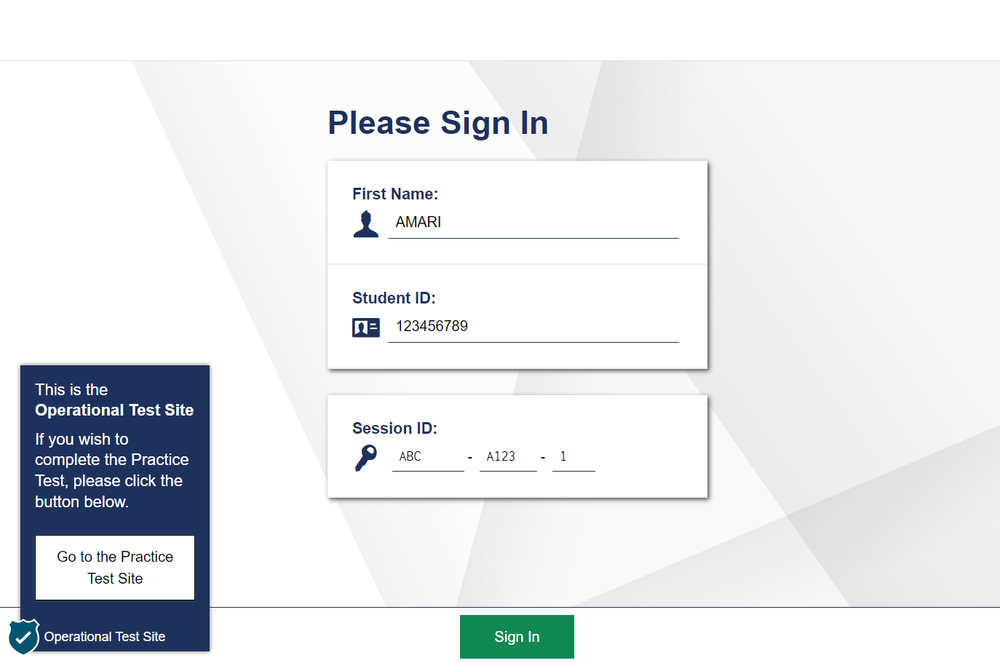 Please Sign In
First Name:
AMARI
Student ID:
123456789
Session ID:
ABC - A123 - 1
This is the
Operational Test Site
If you wish to
complete the Practice
Test, please click the
button below.
Go to the Practice
Test Site
Operational Test Site
Sign In